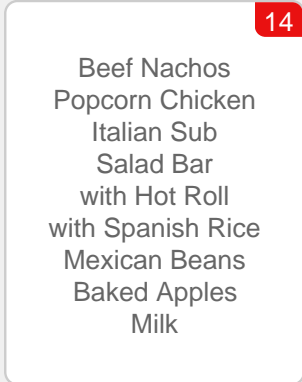 14
Beef Nachos
Popcorn Chicken
Italian Sub
Salad Bar
with Hot Roll
with Spanish Rice
Mexican Beans
Baked Apples
Milk